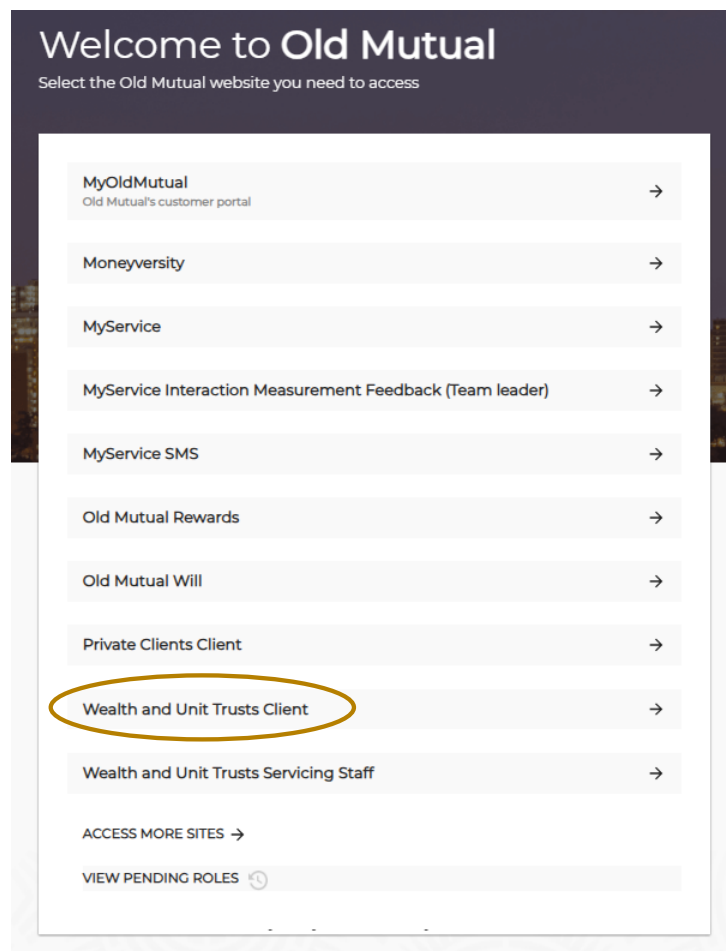 Welcome to Old Mutual
Select the Old Mutual website you need to access
MyOldMutual
Old Mutual's customer portal
Moneyversity
MyService
MyService Interaction Measurement Feedback (Team leader)
MyService SMS
Old Mutual Rewards
Old Mutual Will
Private Clients Client
Wealth and Unit Trusts Client
Wealth and Unit Trusts Servicing Staff
ACCESS MORE SITES
VIEW PENDING ROLES